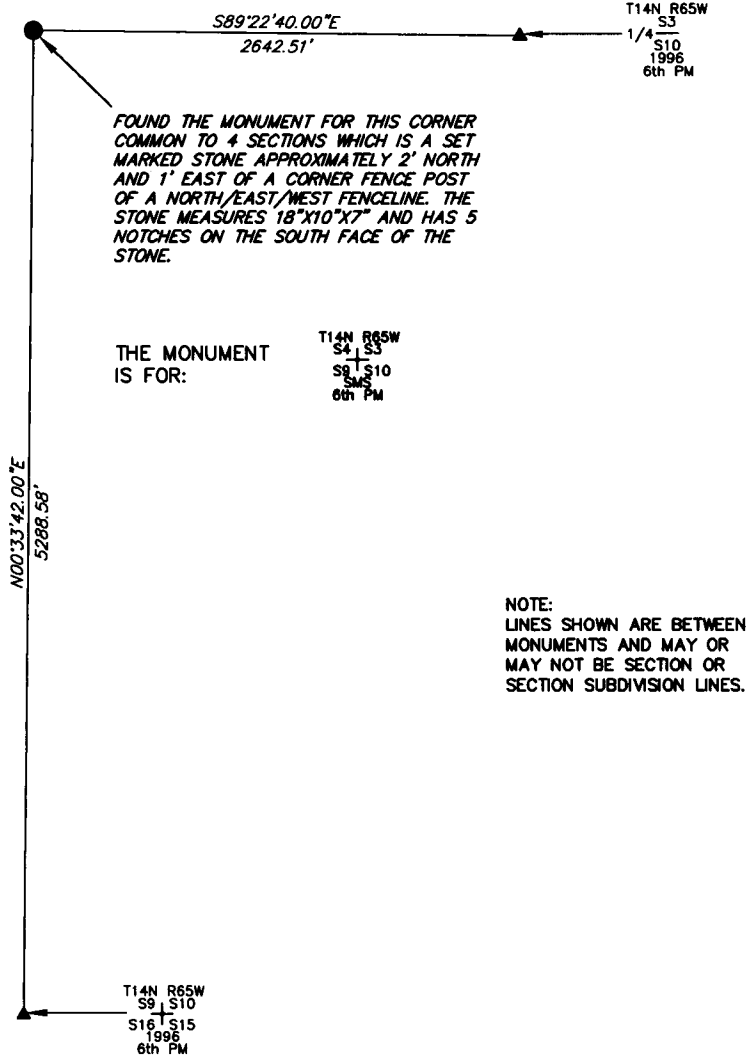 S89°22'40.00"E
2642.51'
T14N R65W
S3
1/4
S10
1996
6th PM
FOUND THE MONUMENT FOR THIS CORNER
COMMON TO 4 SECTIONS WHICH IS A SET
MARKED STONE APPROXIMATELY 2' NORTH
AND 1' EAST OF A CORNER FENCE POST
OF A NORTH/EAST/WEST FENCELINE. THE
STONE MEASURES 18"X10"X7" AND HAS 5
NOTCHES ON THE SOUTH FACE OF THE
STONE.
THE MONUMENT
IS FOR:
T14N R65W
S4 S3
S9 S10
SMS
6th PM
N00°33'42.00"E
5288.58'
NOTE:
LINES SHOWN ARE BETWEEN
MONUMENTS AND MAY OR
MAY NOT BE SECTION OR
SECTION SUBDIVISION LINES.
T14N R65W
S9 S10
S16 S15
1996
6th PM